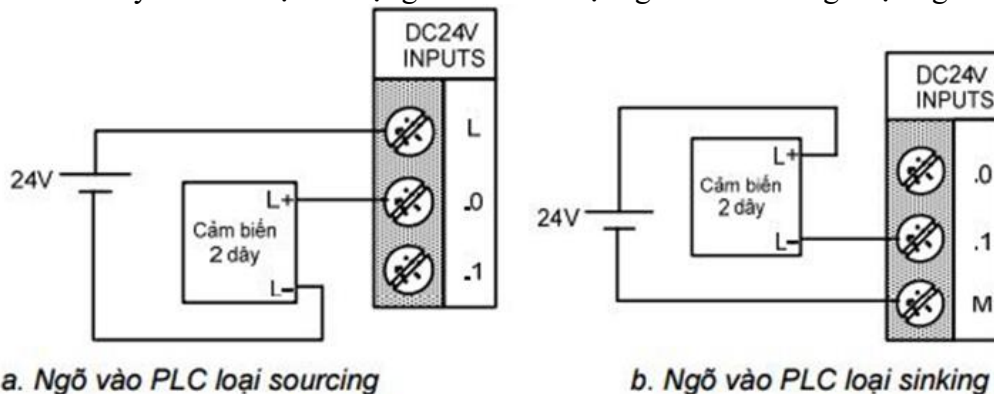 DC24V
INPUTS
L
.0
.1
24V
L+
Cảm biến
2 dây
L-
a. Ngõ vào PLC loại sourcing
DC24V
INPUTS
.0
.1
M
24V
L+
Cảm biến
2 dây
L-
b. Ngõ vào PLC loại sinking